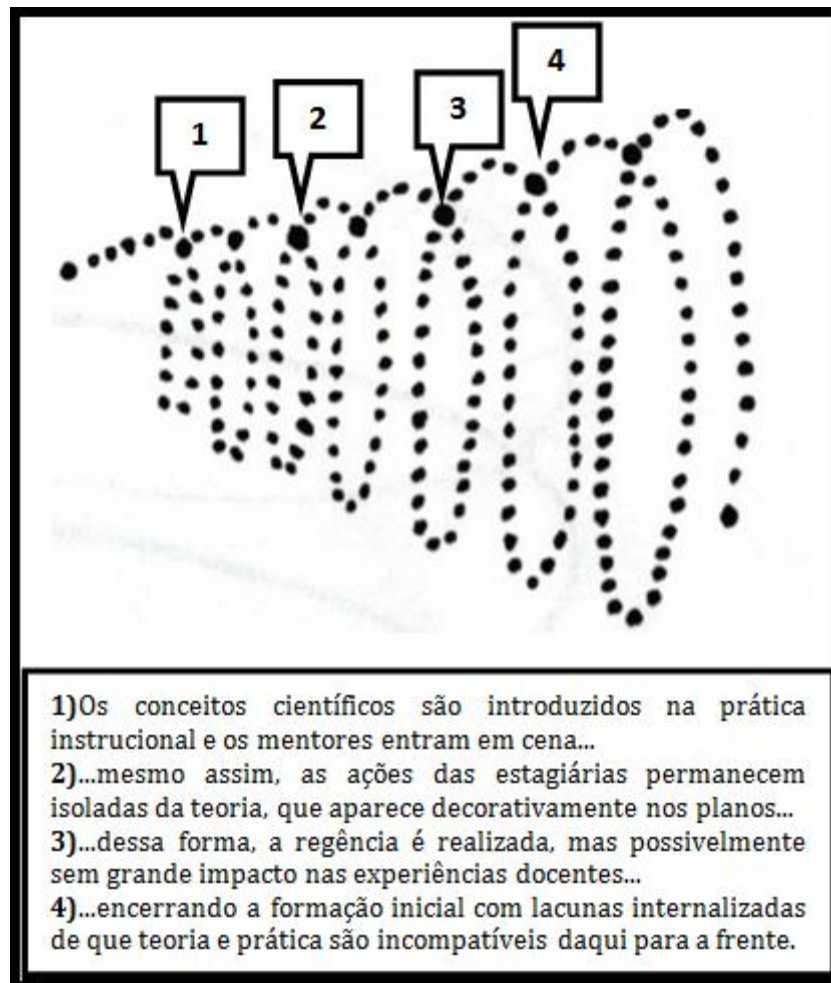 1
2
3
4
1)Os conceitos científicos são introduzidos na prática
instrucional e os mentores entram em cena...
2)...mesmo assim, as ações das estagiárias permanecem
isoladas da teoria, que aparece decorativamente nos planos...
3)...dessa forma, a regência é realizada, mas possivelmente
sem grande impacto nas experiências docentes...
4)...encerrando a formação inicial com lacunas internalizadas
de que teoria e prática são incompatíveis daqui para a frente.